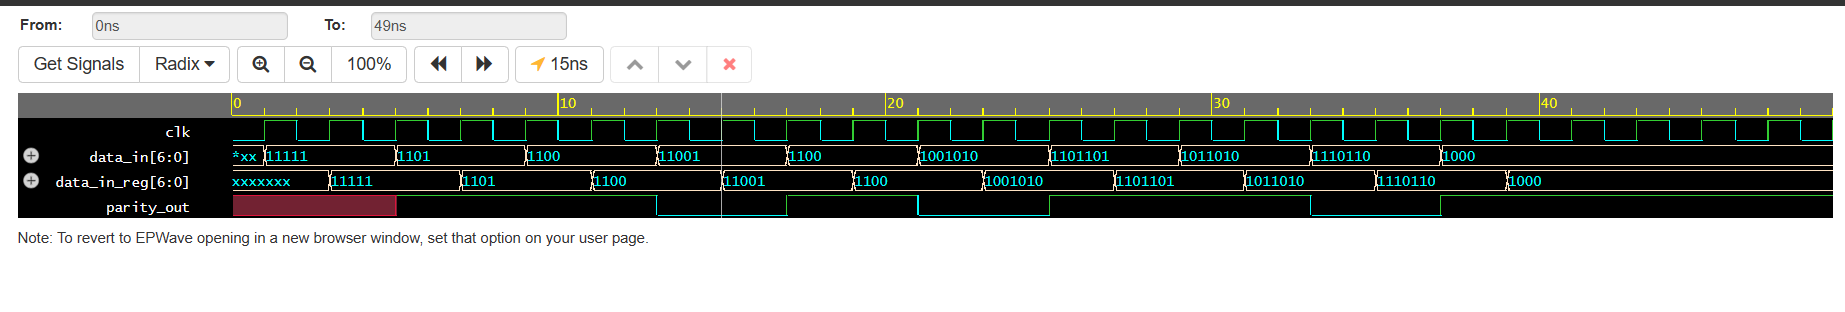 From: 0ns To: 49ns
Get Signals Radix 100% 15ns
0 10 20 30 40
clk
data_in[6:0] *xx 11111 1101 1100 11001 1100 1001010 1101101 1011010 1110110 1000
data_in_reg[6:0] xxxxxxx 11111 1101 1100 11001 1100 1001010 1101101 1011010 1110110 1000
parity_out
Note: To revert to EPWave opening in a new browser window, set that option on your user page.